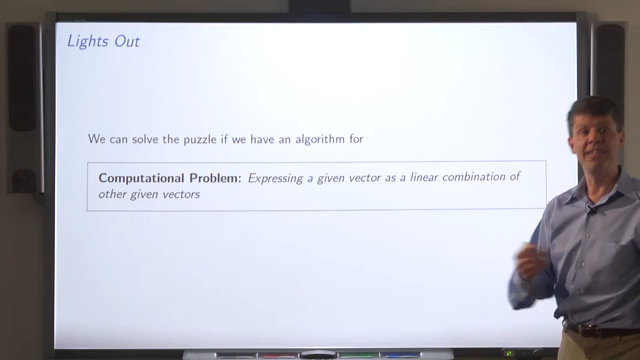 Lights Out
We can solve the puzzle if we have an algorithm for
Computational Problem: Expressing a given vector as a linear combination of
other given vectors